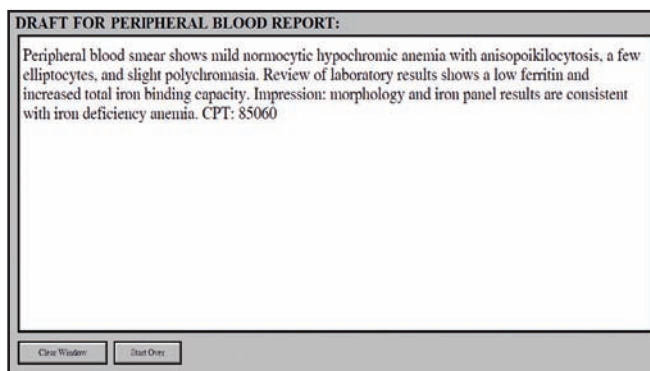 DRAFT FOR PERIPHERAL BLOOD REPORT:
Peripheral blood smear shows mild normocytic hypochromic anemia with anisopoikilocytosis, a few
elliptocytes, and slight polychromasia. Review of laboratory results shows a low ferritin and
increased total iron binding capacity. Impression: morphology and iron panel results are consistent
with iron deficiency anemia. CPT: 85060
Clear Window
Start Over